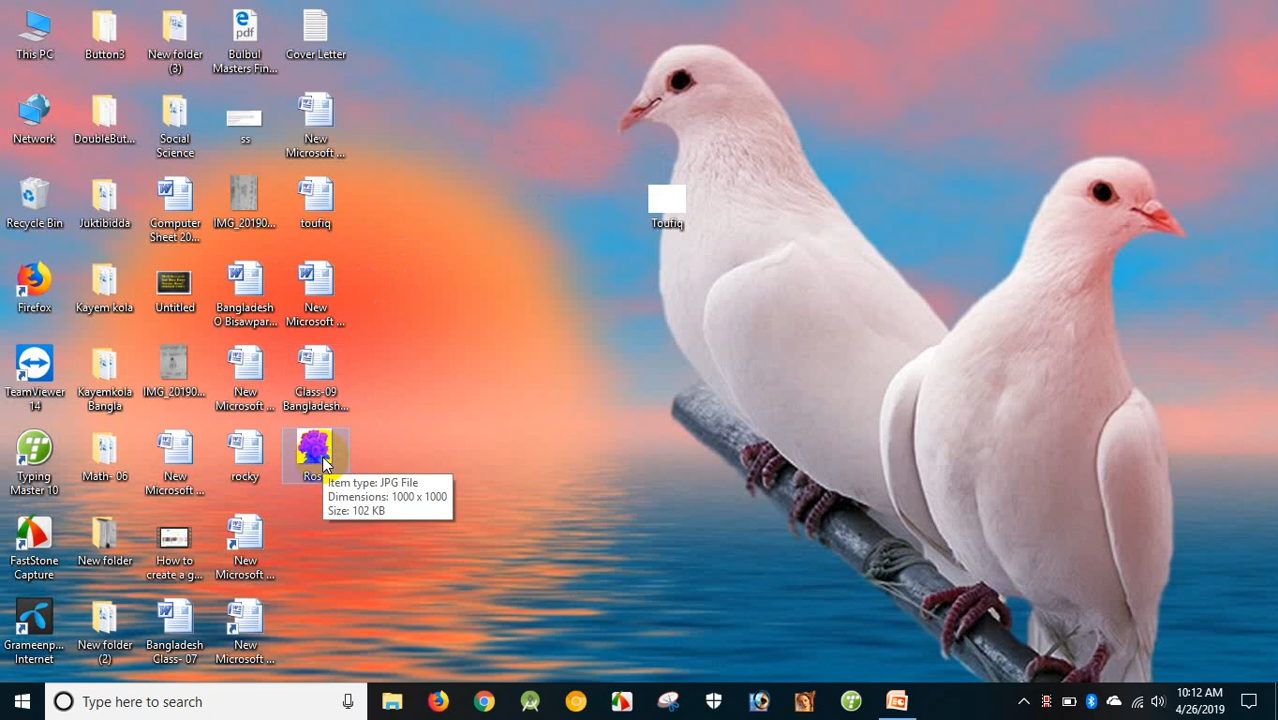 This PC
Button3
New folder
(3)
Bulbul
Masters Fin...
Cover Letter
Network
DoubleBut...
Social
Science
ss
New
Microsoft ...
Recycle Bin
Juktibidda
Computer
Sheet 20...
IMG_20190...
toufiq
Toufiq
Firefox
Kayem kola
Untitled
Bangladesh
O Bisawpar...
New
Microsoft ...
TeamViewer
14
Kayemkola
Bangla
IMG_20190...
New
Microsoft ...
Class-09
Bangladesh...
Typing
Master 10
Math- 06
New
Microsoft ...
rocky
Ros
Item type: JPG File
Dimensions: 1000 x 1000
Size: 102 KB
FastStone
Capture
New folder
How to
create a g...
New
Microsoft ...
Grameenp...
Internet
New folder
(2)
Bangladesh
Class- 07
New
Microsoft ...
Type here to search
10:12 AM
4/26/2019